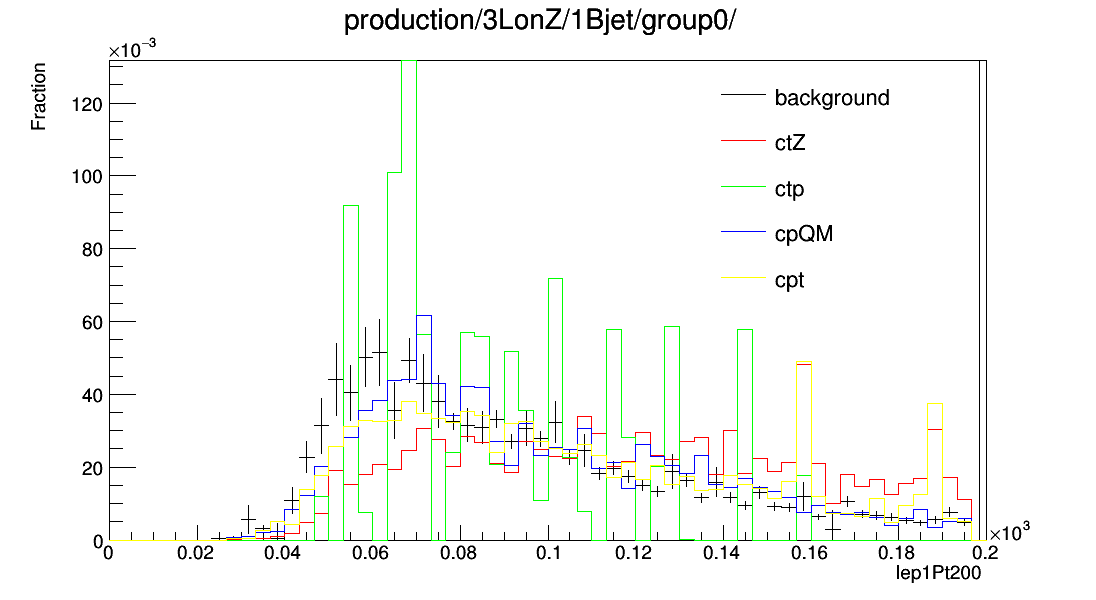 production/3LonZ/1Bjet/group0/
×10⁻³
Fraction
120
100
80
60
40
20
0
background
ctZ
ctp
cpQM
cpt
0 0.02 0.04 0.06 0.08 0.1 0.12 0.14 0.16 0.18 0.2
×10³
lep1Pt200